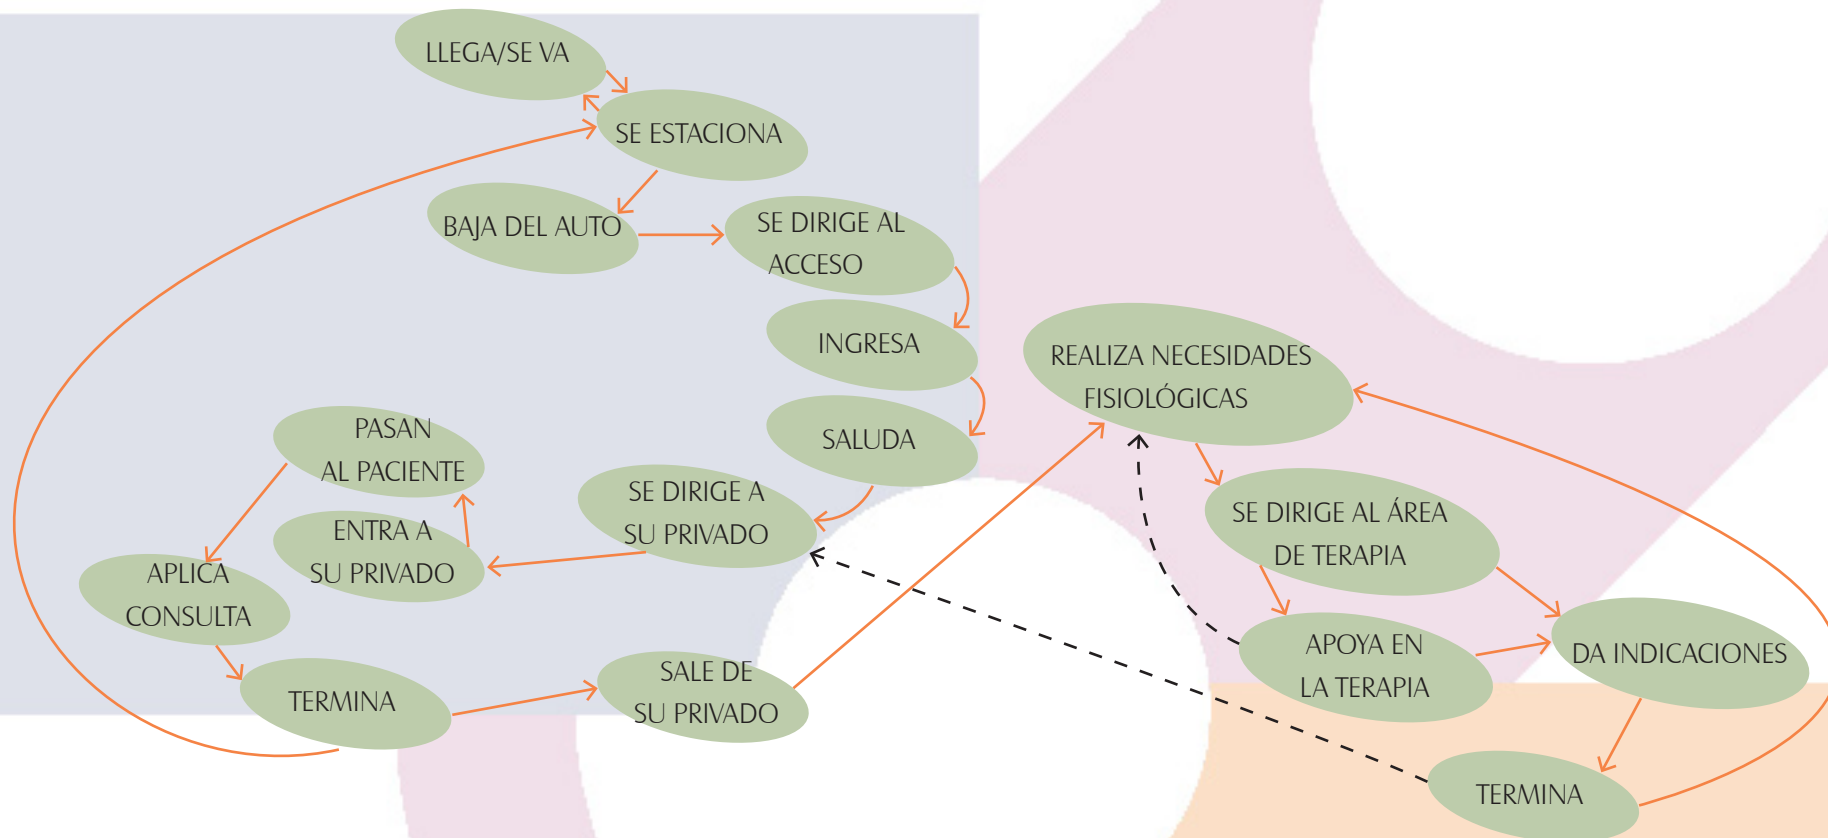 LLEGA/SE VA
SE ESTACIONA
BAJA DEL AUTO
SE DIRIGE AL
ACCESO
INGRESA
SALUDA
SE DIRIGE A
SU PRIVADO
ENTRA A
SU PRIVADO
PASAN
AL PACIENTE
APLICA
CONSULTA
TERMINA
SALE DE
SU PRIVADO
REALIZA NECESIDADES
FISIOLÓGICAS
SE DIRIGE AL ÁREA
DE TERAPIA
APOYA EN
LA TERAPIA
DA INDICACIONES
TERMINA